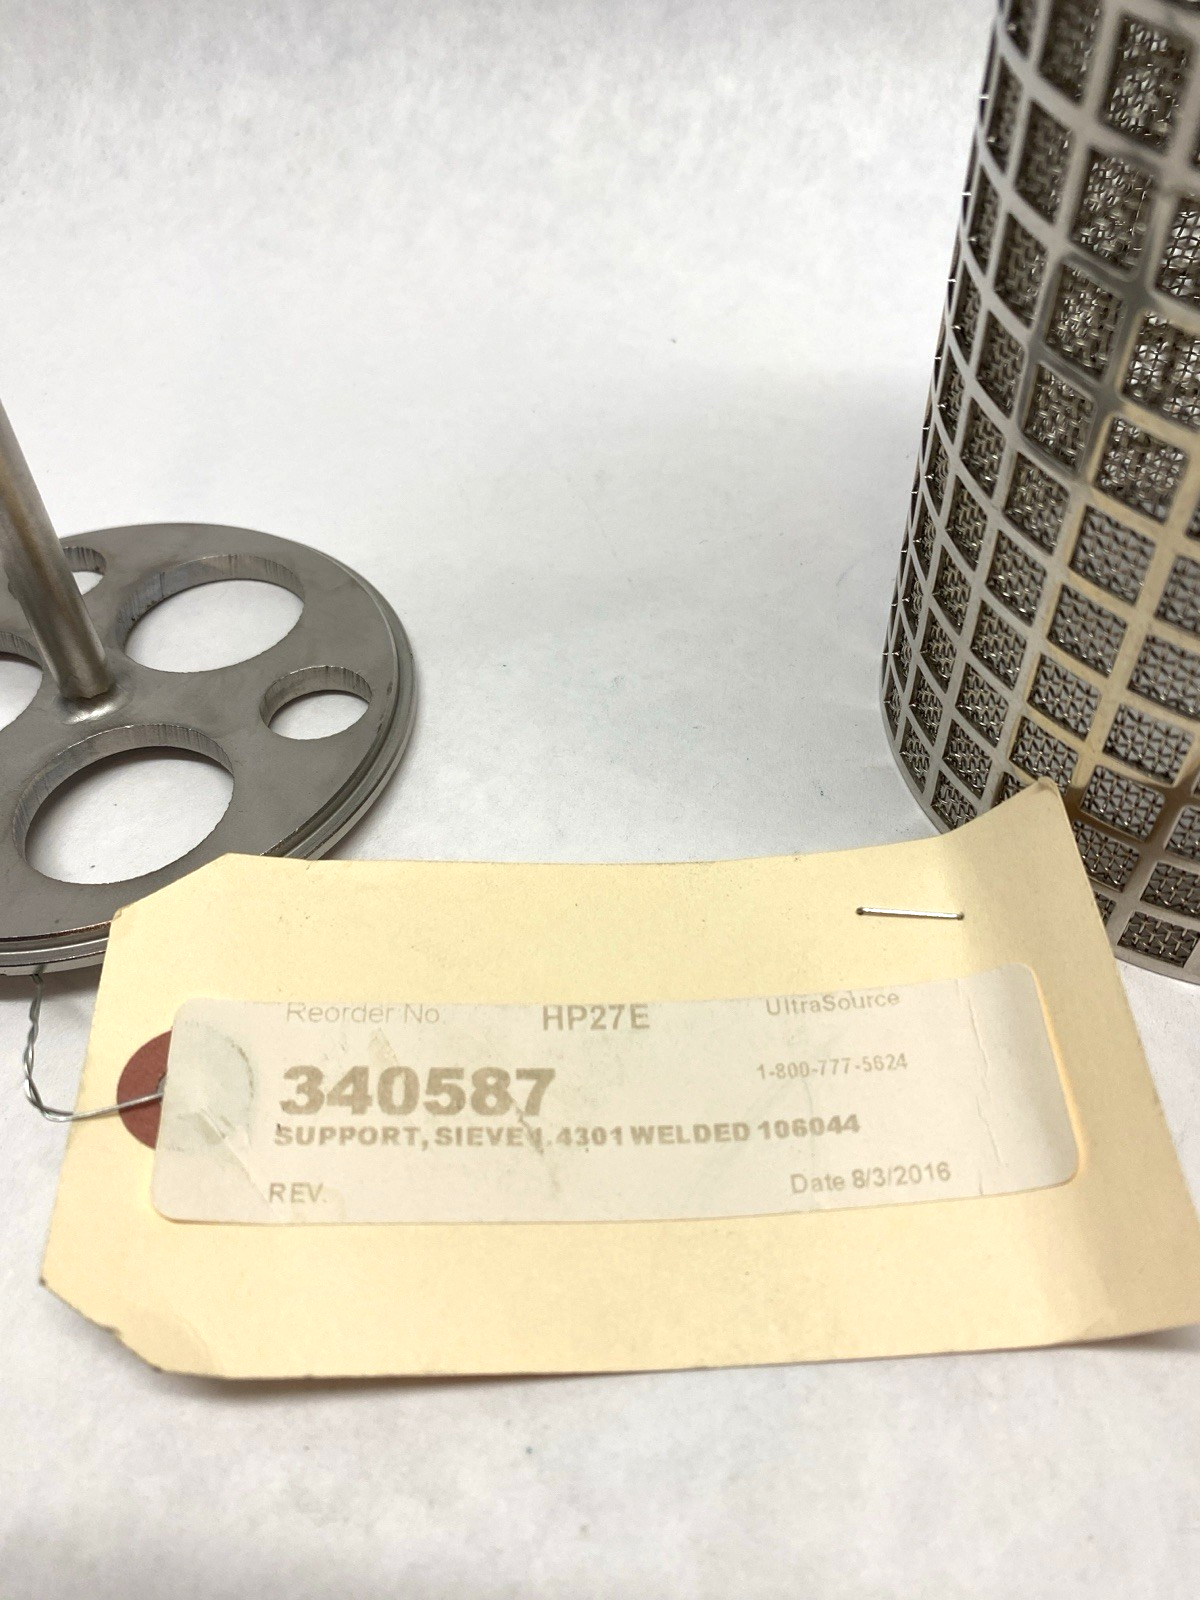 Reorder No HP27E UltraSource
340587 1-800-777-5624
SUPPORT, SIEVE 1.4301 WELDED 106044
REV. Date 8/3/2016